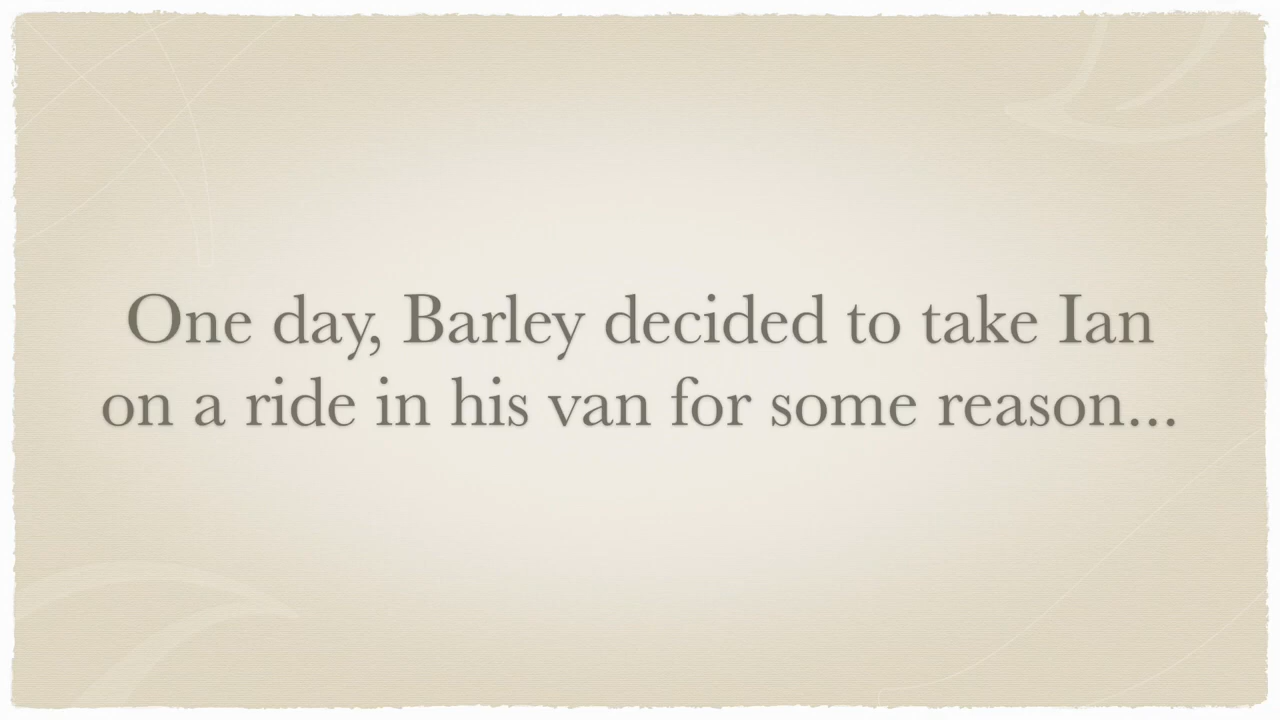 One day, Barley decided to take Ian
on a ride in his van for some reason...